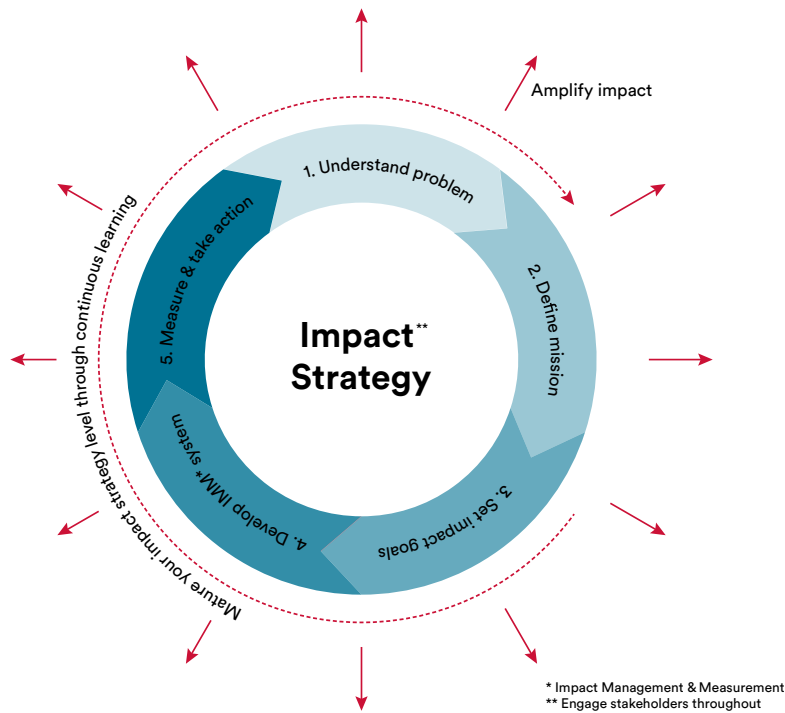 Amplify impact
1. Understand problem
2. Define mission
3. Set impact goals
4. Develop IMM* system
5. Measure & take action
Mature your impact strategy level through continuous learning
Impact**
Strategy
* Impact Management & Measurement
** Engage stakeholders throughout